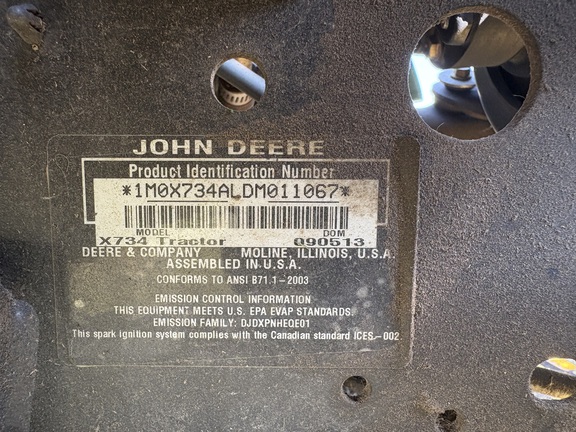 JOHN DEERE
Product Identification Number
*1M0X734ALDM011067*
MODEL DOM
X734 Tractor 090513
DEERE & COMPANY MOLINE, ILLINOIS, U.S.A.
ASSEMBLED IN U.S.A.
CONFORMS TO ANSI B71.1-2003
EMISSION CONTROL INFORMATION
THIS EQUIPMENT MEETS U.S. EPA EVAP STANDARDS.
EMISSION FAMILY: DJDXPNHEQE01
This spark ignition system complies with the Canadian standard ICES-002.